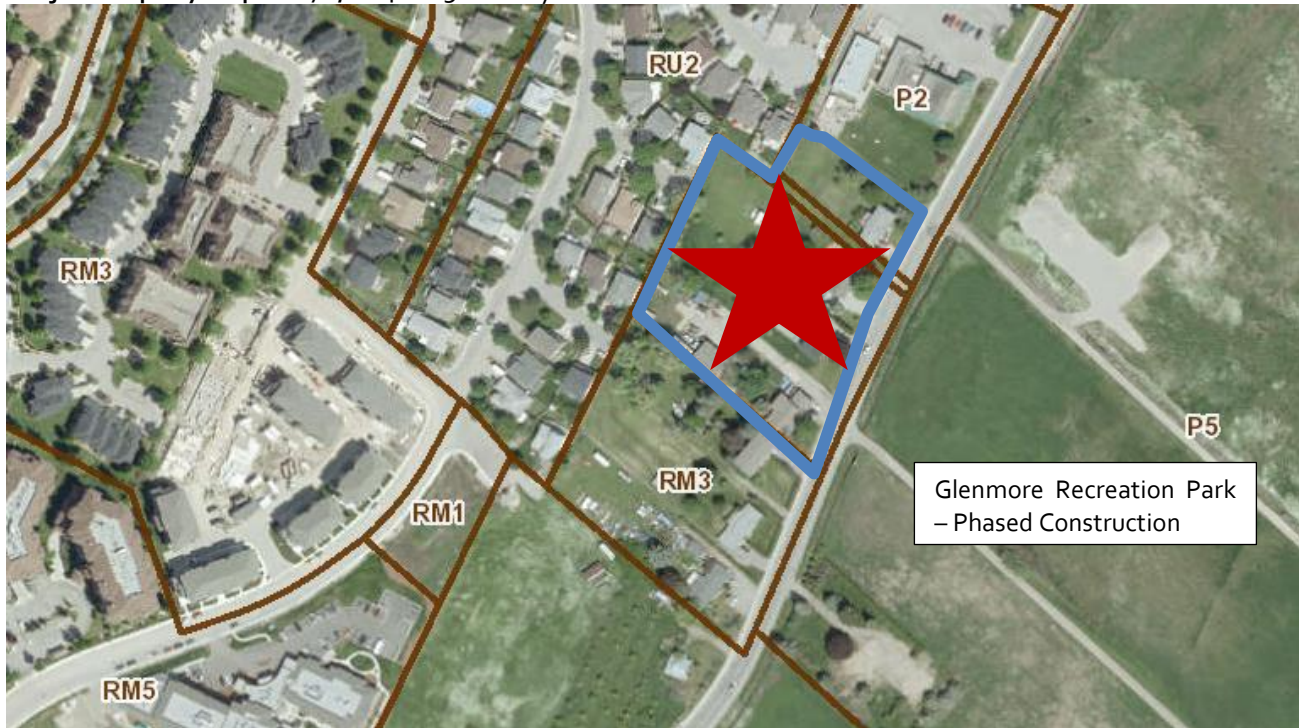 RU2
P2
RM3
P5
RM3
Glenmore Recreation Park
– Phased Construction
RM1
RM5